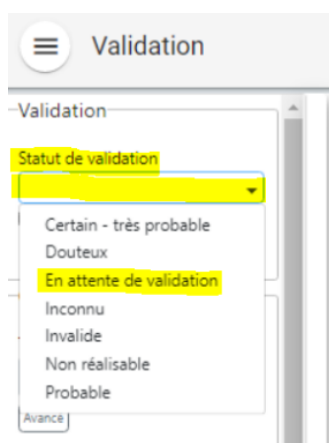 Validation
Validation
Statut de validation
Certain - très probable
Douteux
En attente de validation
Inconnu
Invalide
Non réalisable
Probable
Avancé